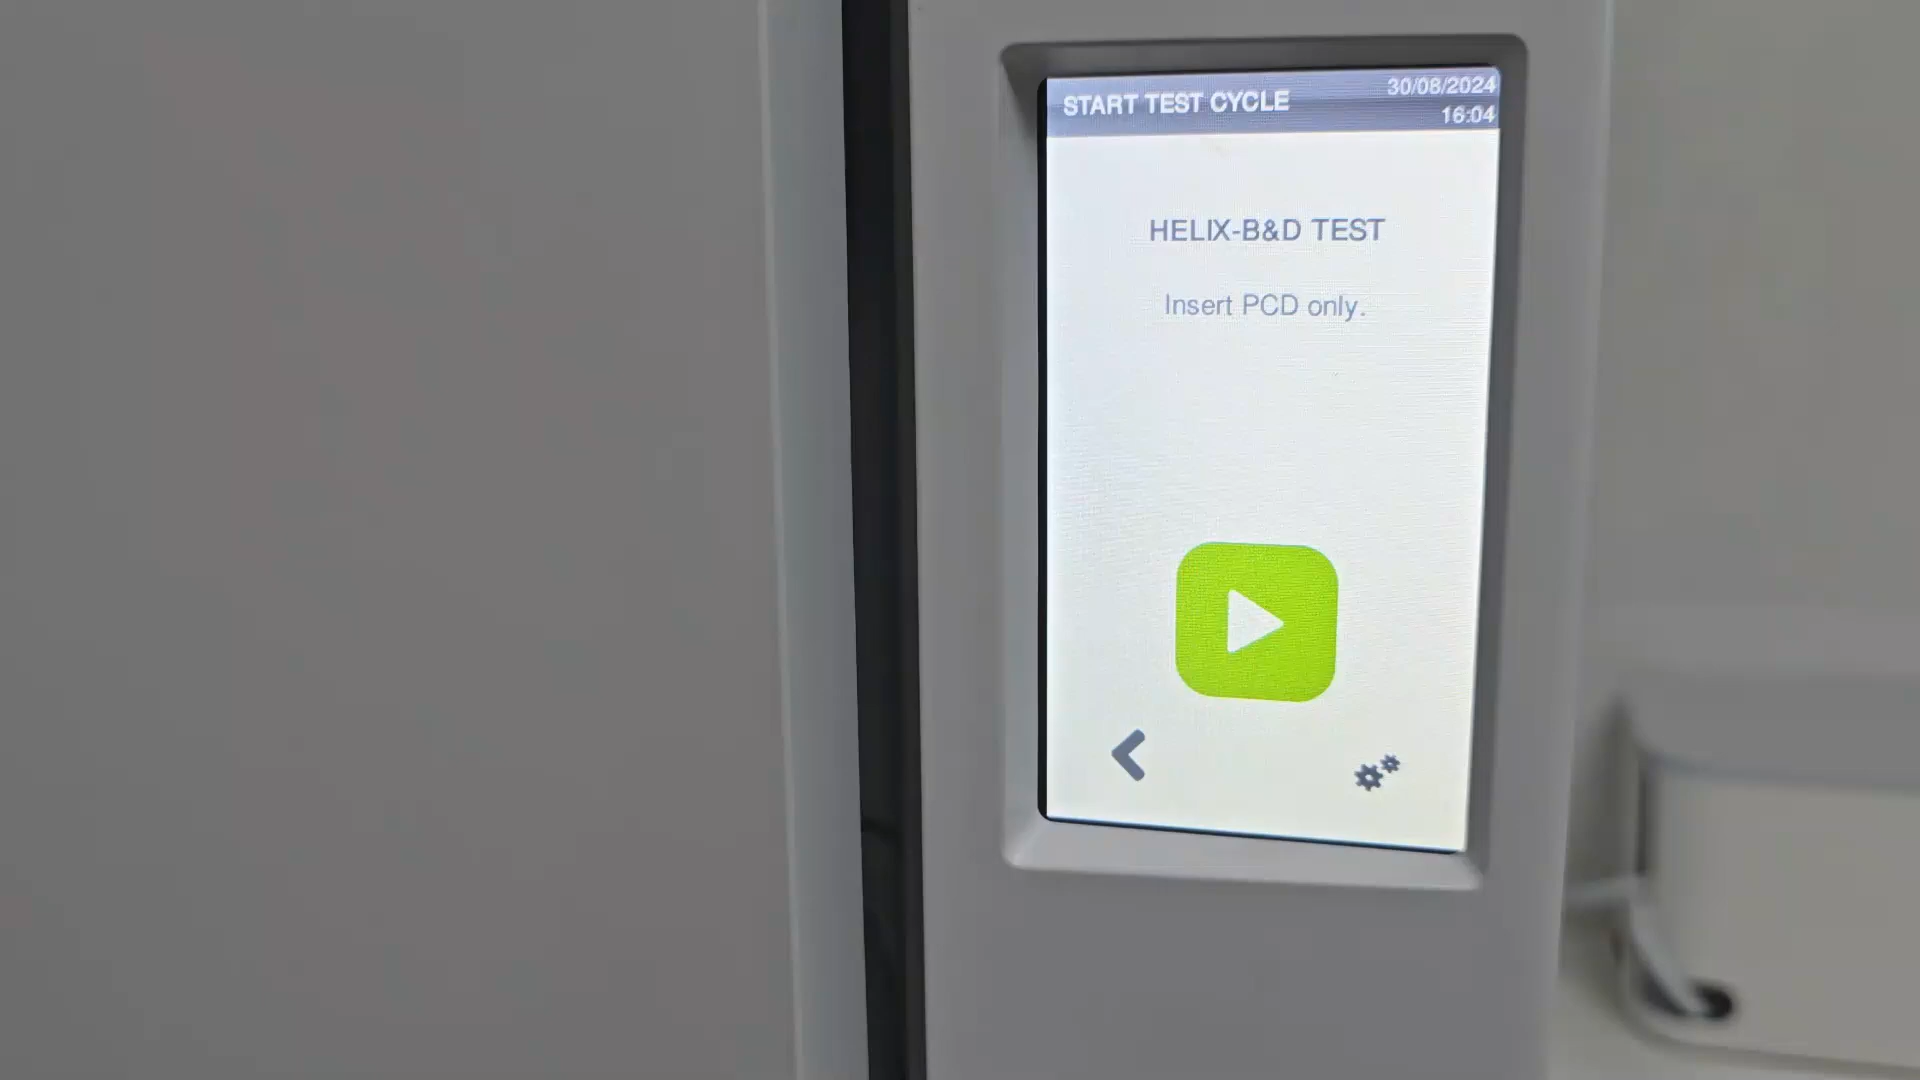 START TEST CYCLE
30/08/2024
16:04
HELIX-B&D TEST
Insert PCD only.